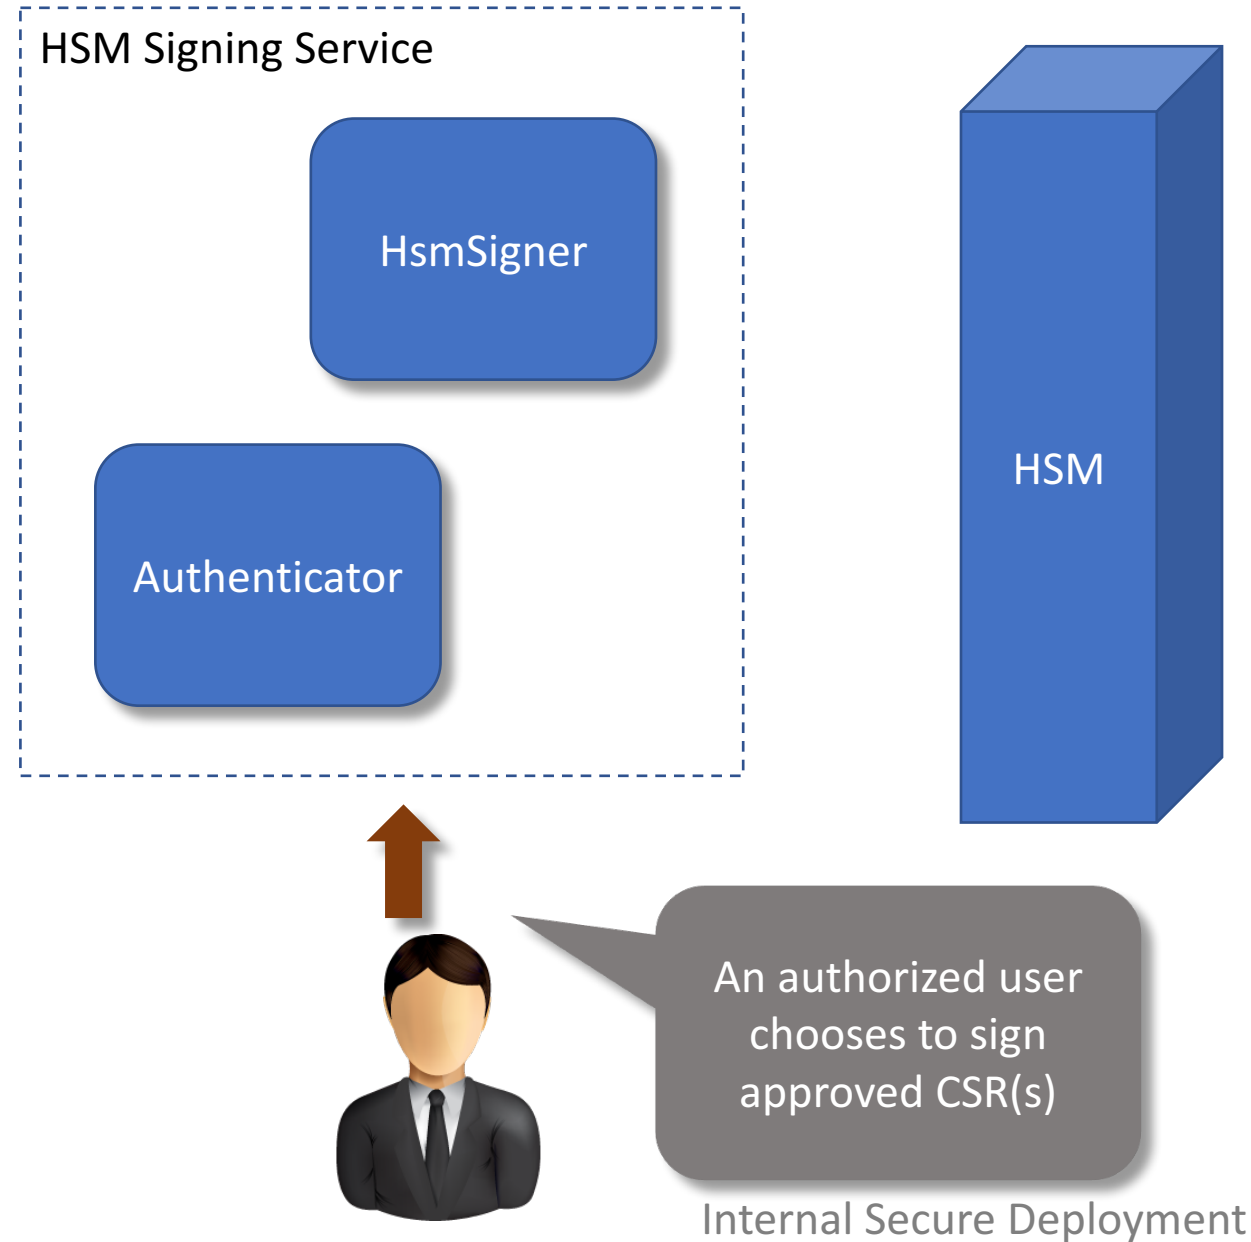 HSM Signing Service
HsmSigner
HSM
Authenticator
An authorized user
chooses to sign
approved CSR(s)
Internal Secure Deployment